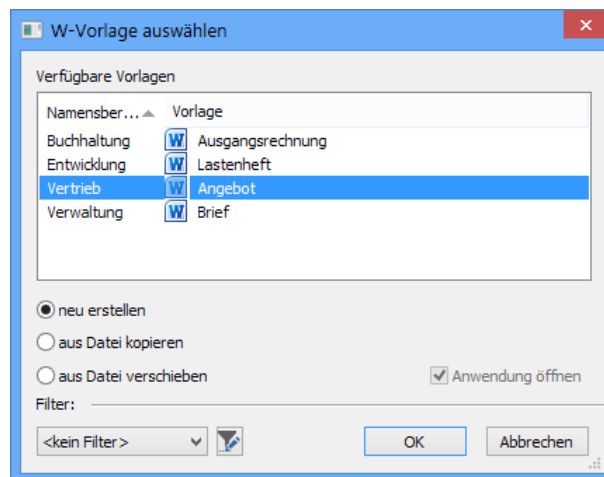 W-Vorlage auswählen
Verfügbare Vorlagen
Namensber... Vorlage
Buchhaltung W Ausgangsrechnung
Entwicklung W Lastenheft
Vertrieb W Angebot
Verwaltung W Brief
neu erstellen
aus Datei kopieren
aus Datei verschieben Anwendung öffnen
Filter:
<kein Filter> OK Abbrechen